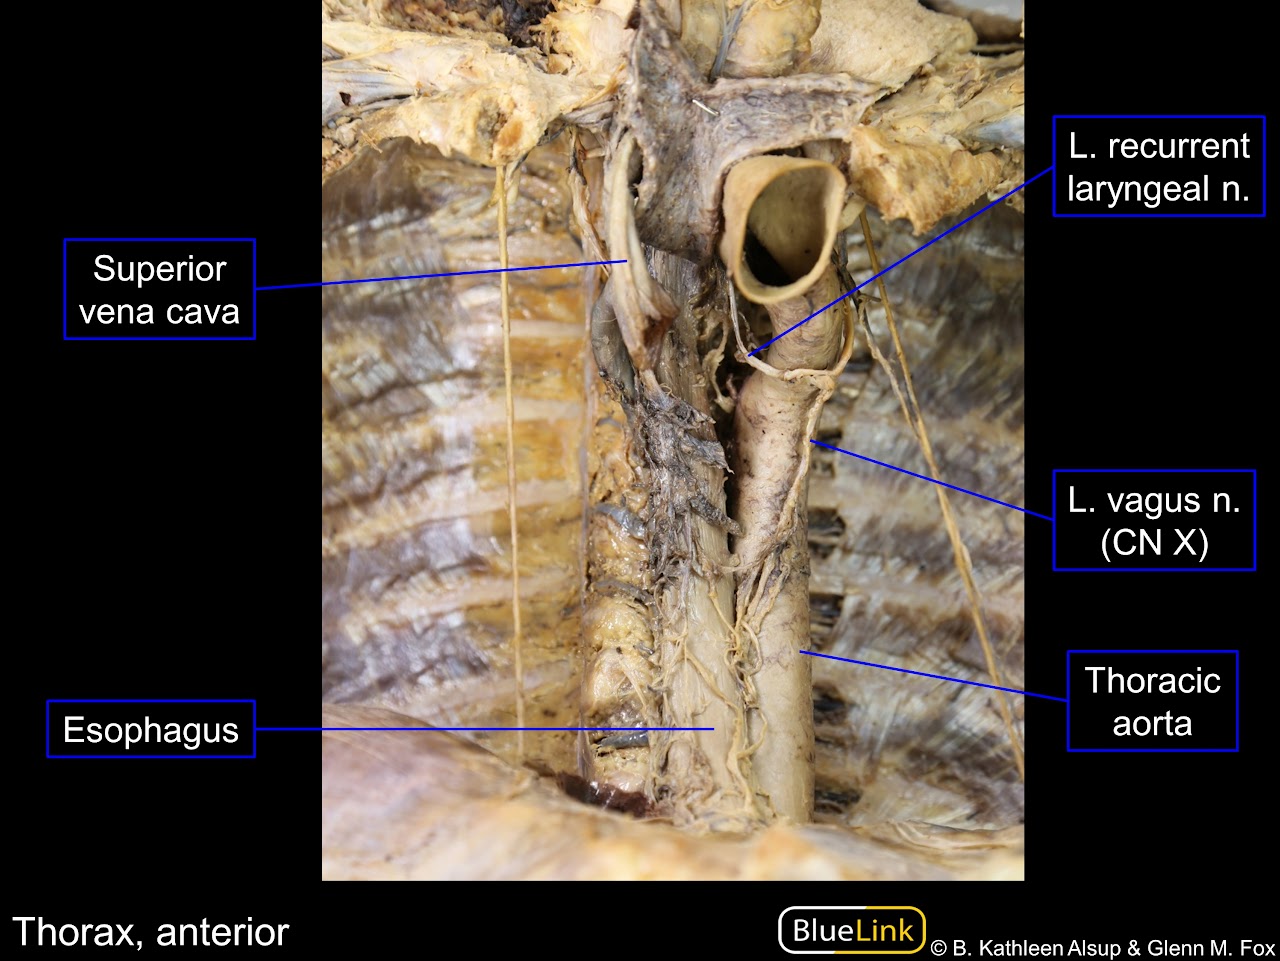 L. recurrent
laryngeal n.
Superior
vena cava
L. vagus n.
(CN X)
Thoracic
aorta
Esophagus
Thorax, anterior
BlueLink
© B. Kathleen Alsup & Glenn M. Fox